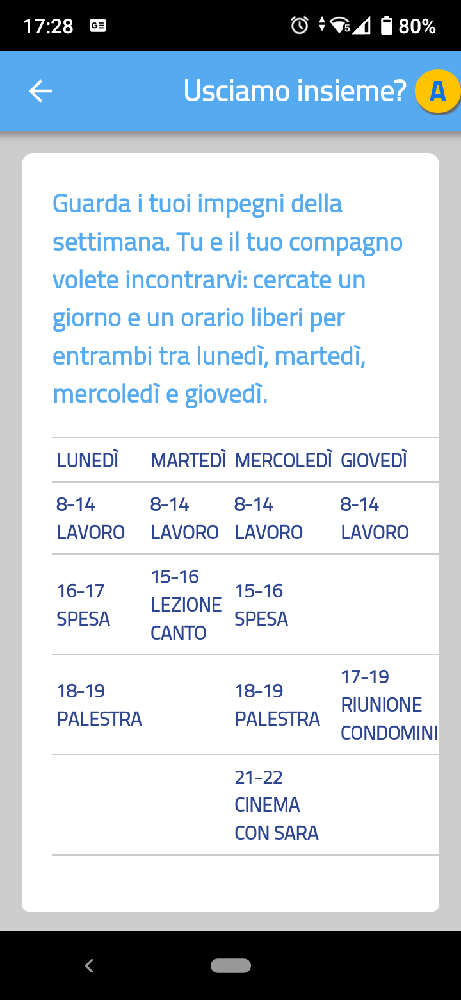 17:28
5 80%
Usciamo insieme? A
Guarda i tuoi impegni della
settimana. Tu e il tuo compagno
volete incontrarvi: cercate un
giorno e un orario liberi per
entrambi tra lunedì, martedì,
mercoledì e giovedì.
LUNEDÌ MARTEDÌ MERCOLEDÌ GIOVEDÌ
8-14 8-14 8-14 8-14
LAVORO LAVORO LAVORO LAVORO
16-17
SPESA
15-16
LEZIONE
CANTO
15-16
SPESA
18-19
PALESTRA
18-19
PALESTRA
17-19
RIUNIONE
CONDOMINI
21-22
CINEMA
CON SARA